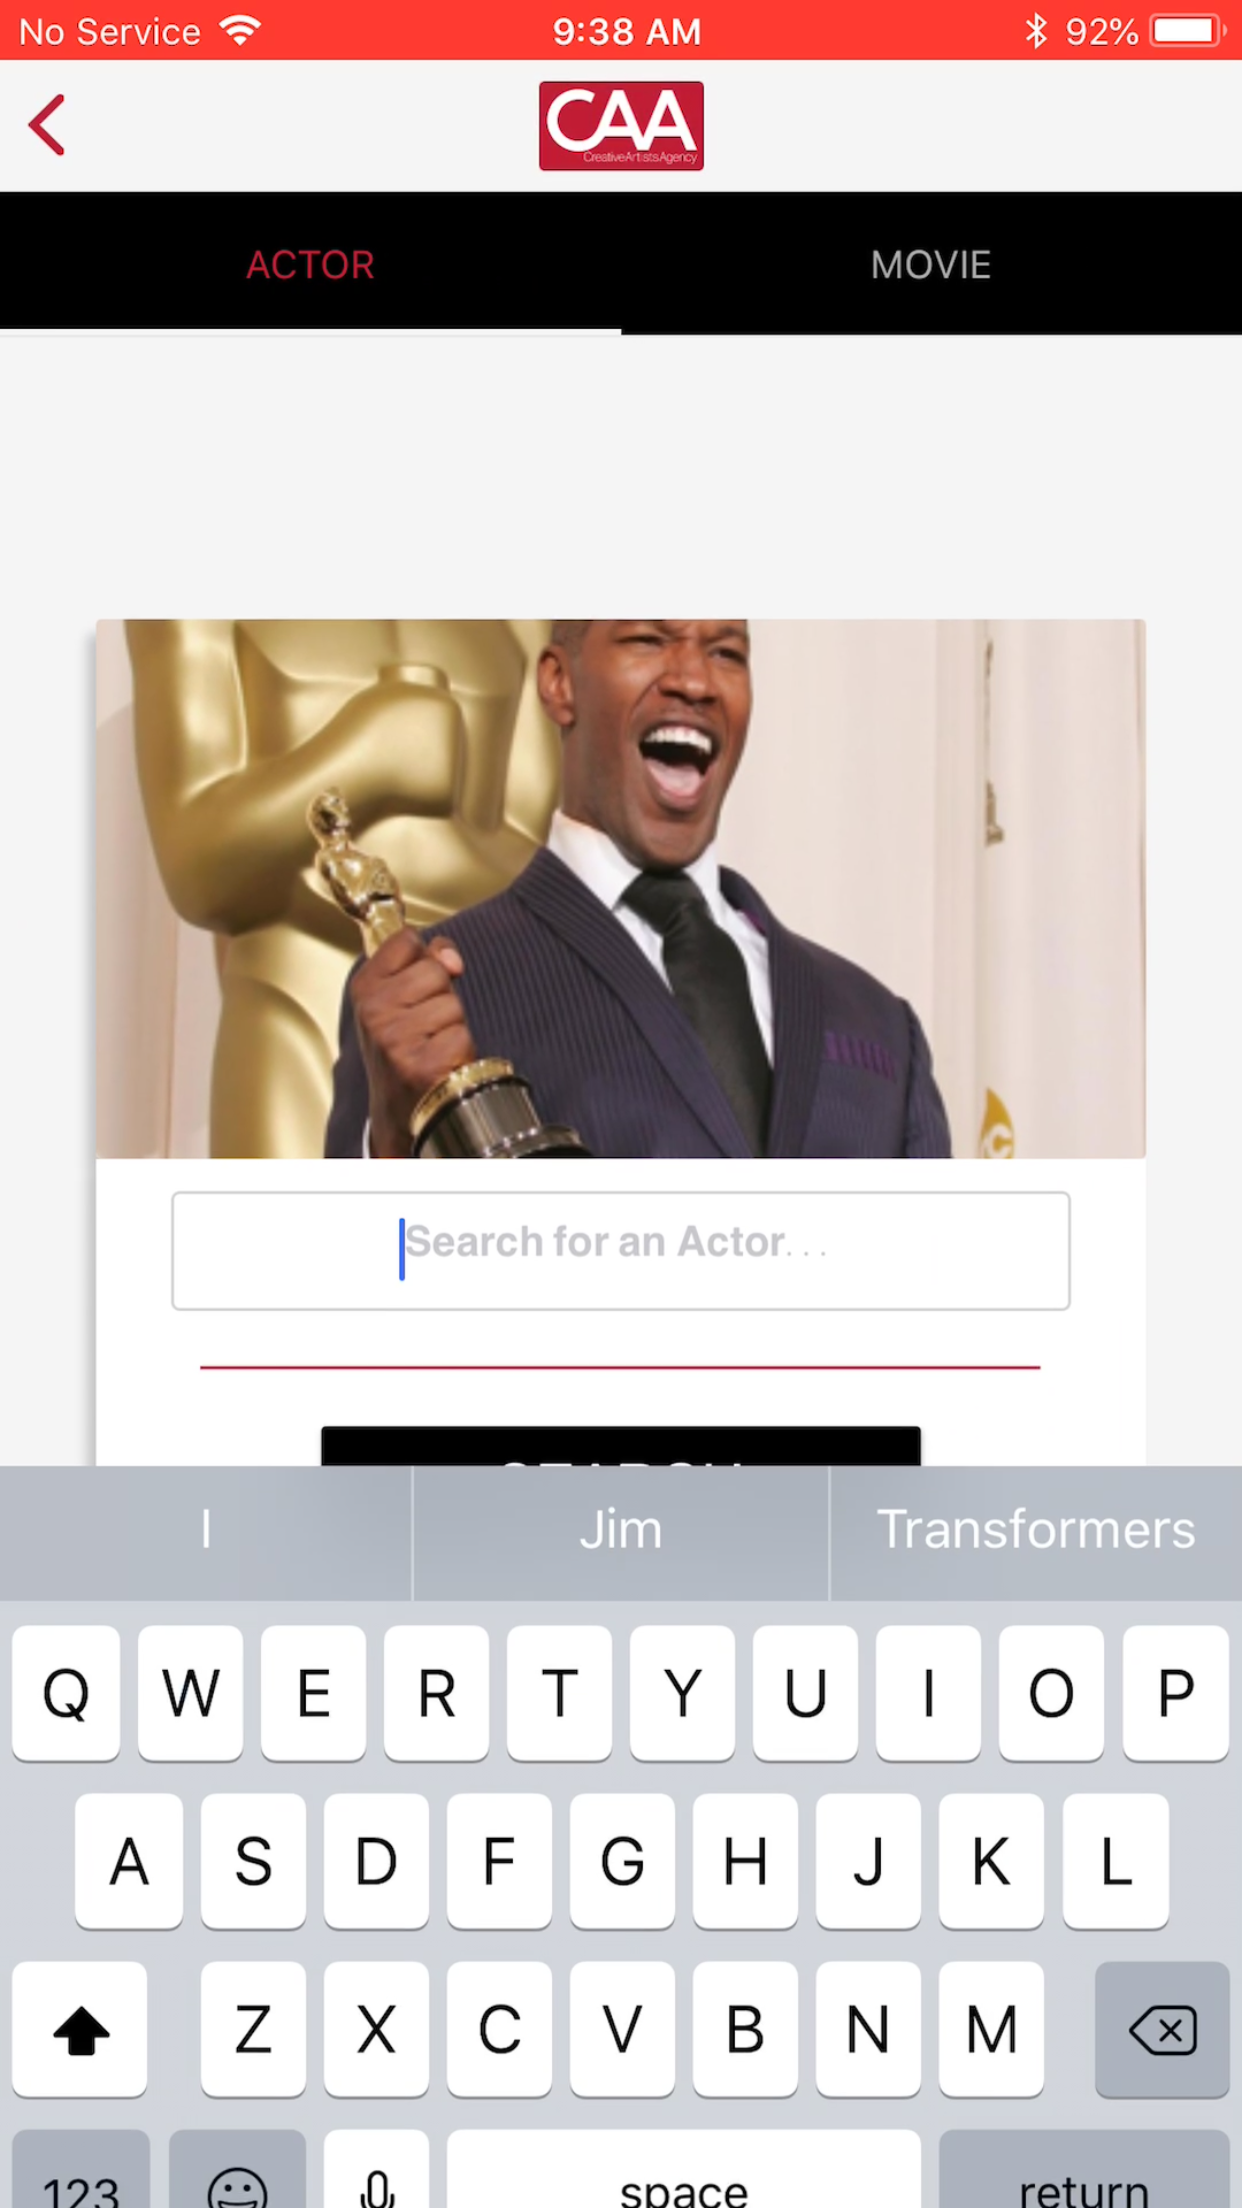 No Service 9:38 AM 92%
CAA
CreativeArtistsAgency
ACTOR MOVIE
Search for an Actor...
SEARCH
I Jim Transformers
Q W E R T Y U I O P
A S D F G H J K L
Z X C V B N M
123 space return